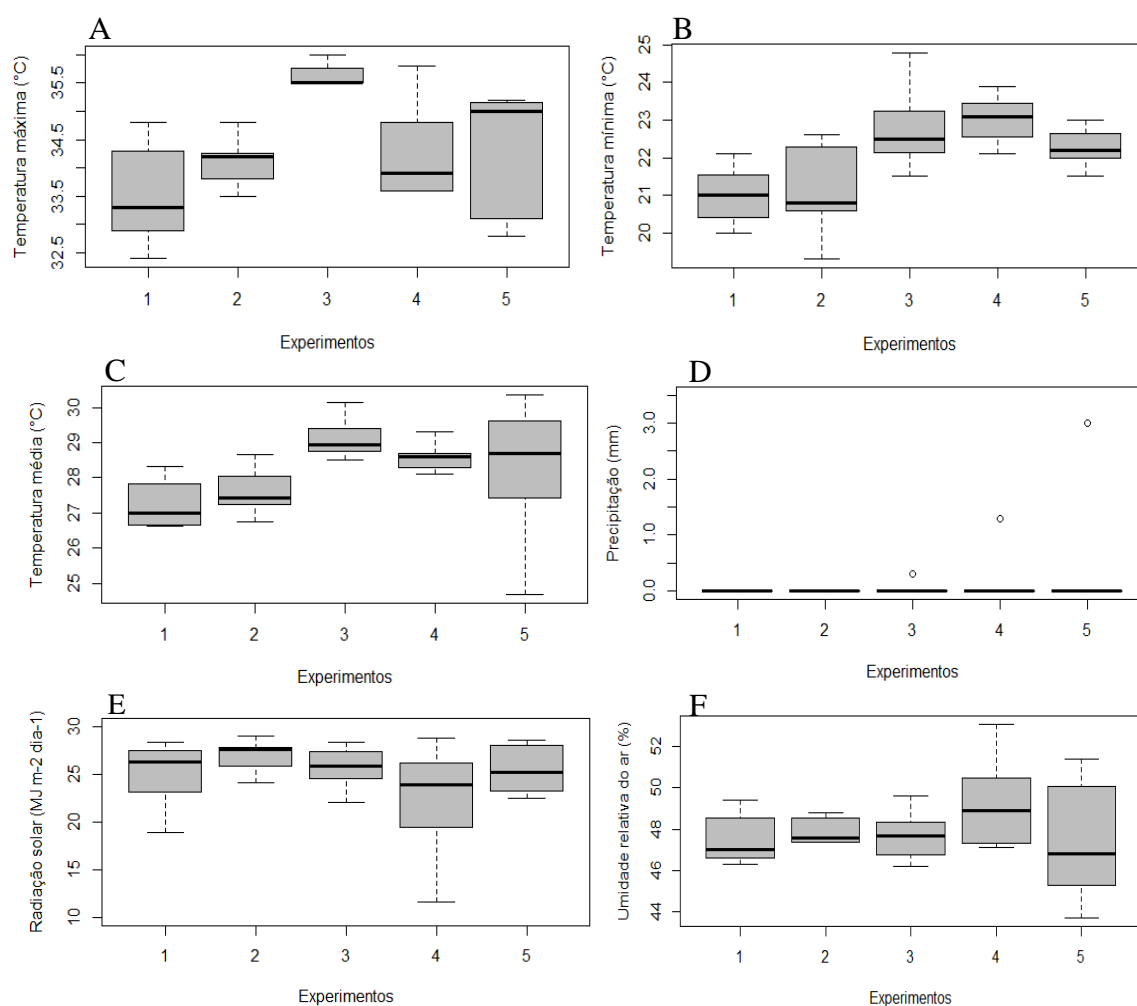 A
Temperatura máxima (°C)
35.5
34.5
33.5
32.5
1 2 3 4 5
Experimentos
B
Temperatura mínima (°C)
25
24
23
22
21
20
1 2 3 4 5
Experimentos
C
Temperatura média (°C)
30
29
28
27
26
25
1 2 3 4 5
Experimentos
D
Precipitação (mm)
3.0
2.0
1.0
0.0
1 2 3 4 5
Experimentos
E
Radiação solar (MJ m-2 dia-1)
30
25
20
15
10
1 2 3 4 5
Experimentos
F
Umidade relativa do ar (%)
52
50
48
46
44
1 2 3 4 5
Experimentos